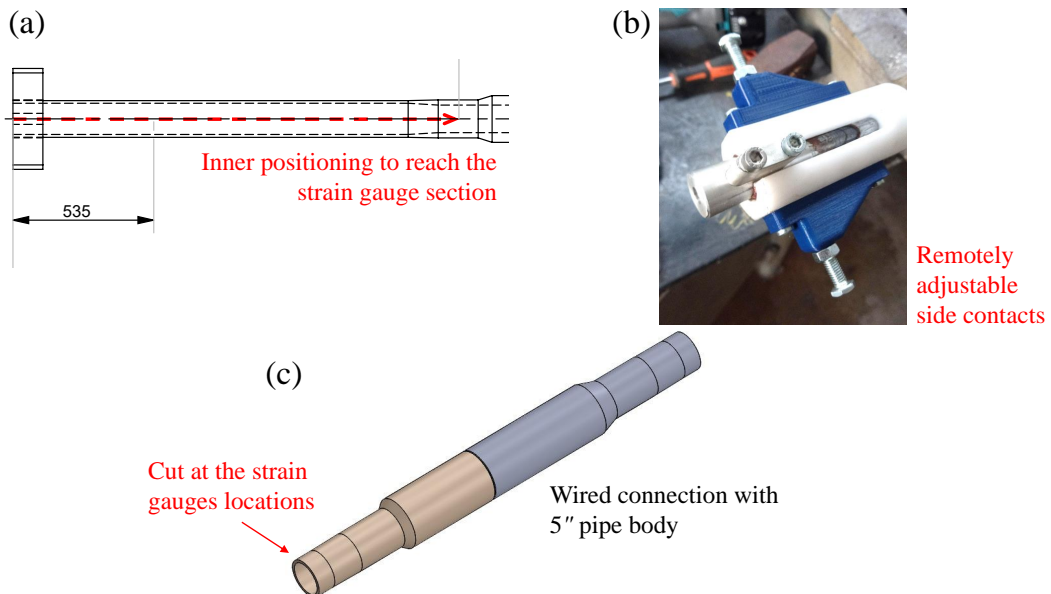 (a)
Inner positioning to reach the
strain gauge section
535
(b)
Remotely
adjustable
side contacts
(c)
Cut at the strain
gauges locations
Wired connection with
5″ pipe body